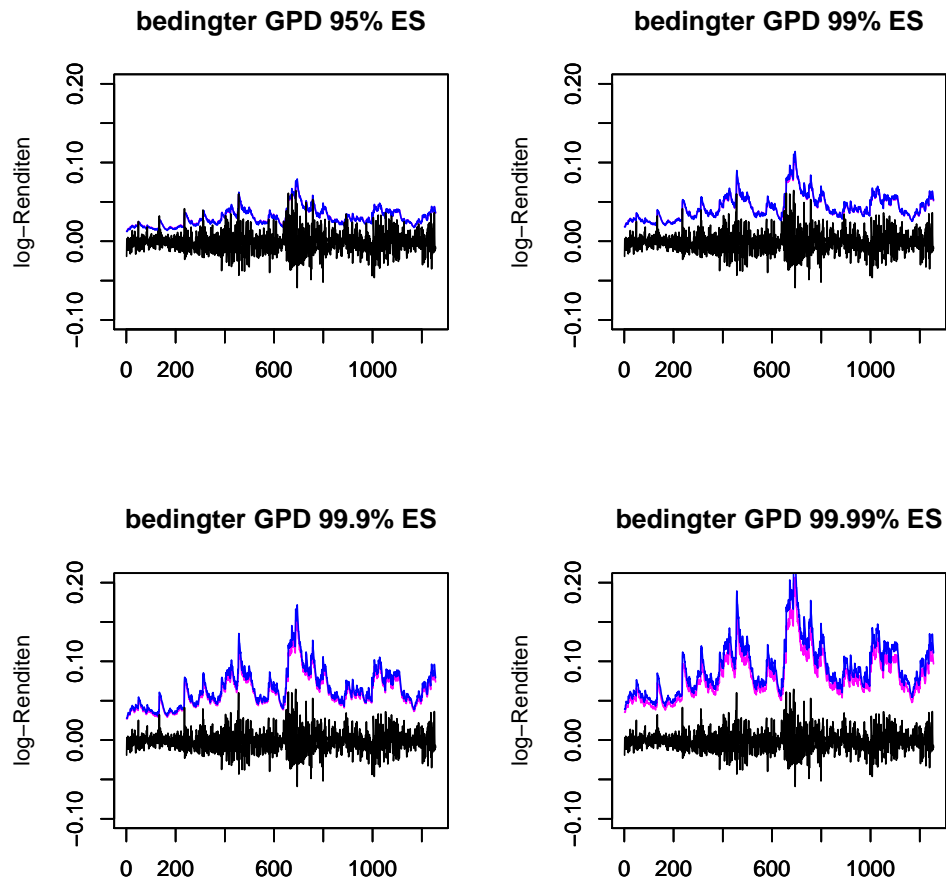 bedingter GPD 95% ES
log−Renditen
0.20
0.10
0.00
−0.10
0 200 600 1000
bedingter GPD 99% ES
log−Renditen
0.20
0.10
0.00
−0.10
0 200 600 1000
bedingter GPD 99.9% ES
log−Renditen
0.20
0.10
0.00
−0.10
0 200 600 1000
bedingter GPD 99.99% ES
log−Renditen
0.20
0.10
0.00
−0.10
0 200 600 1000